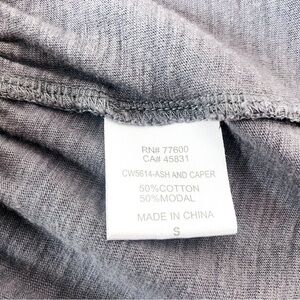 RN# 77600
CA# 45831
CW5614-ASH AND CAPER
50%COTTON
50%MODAL
MADE IN CHINA
S